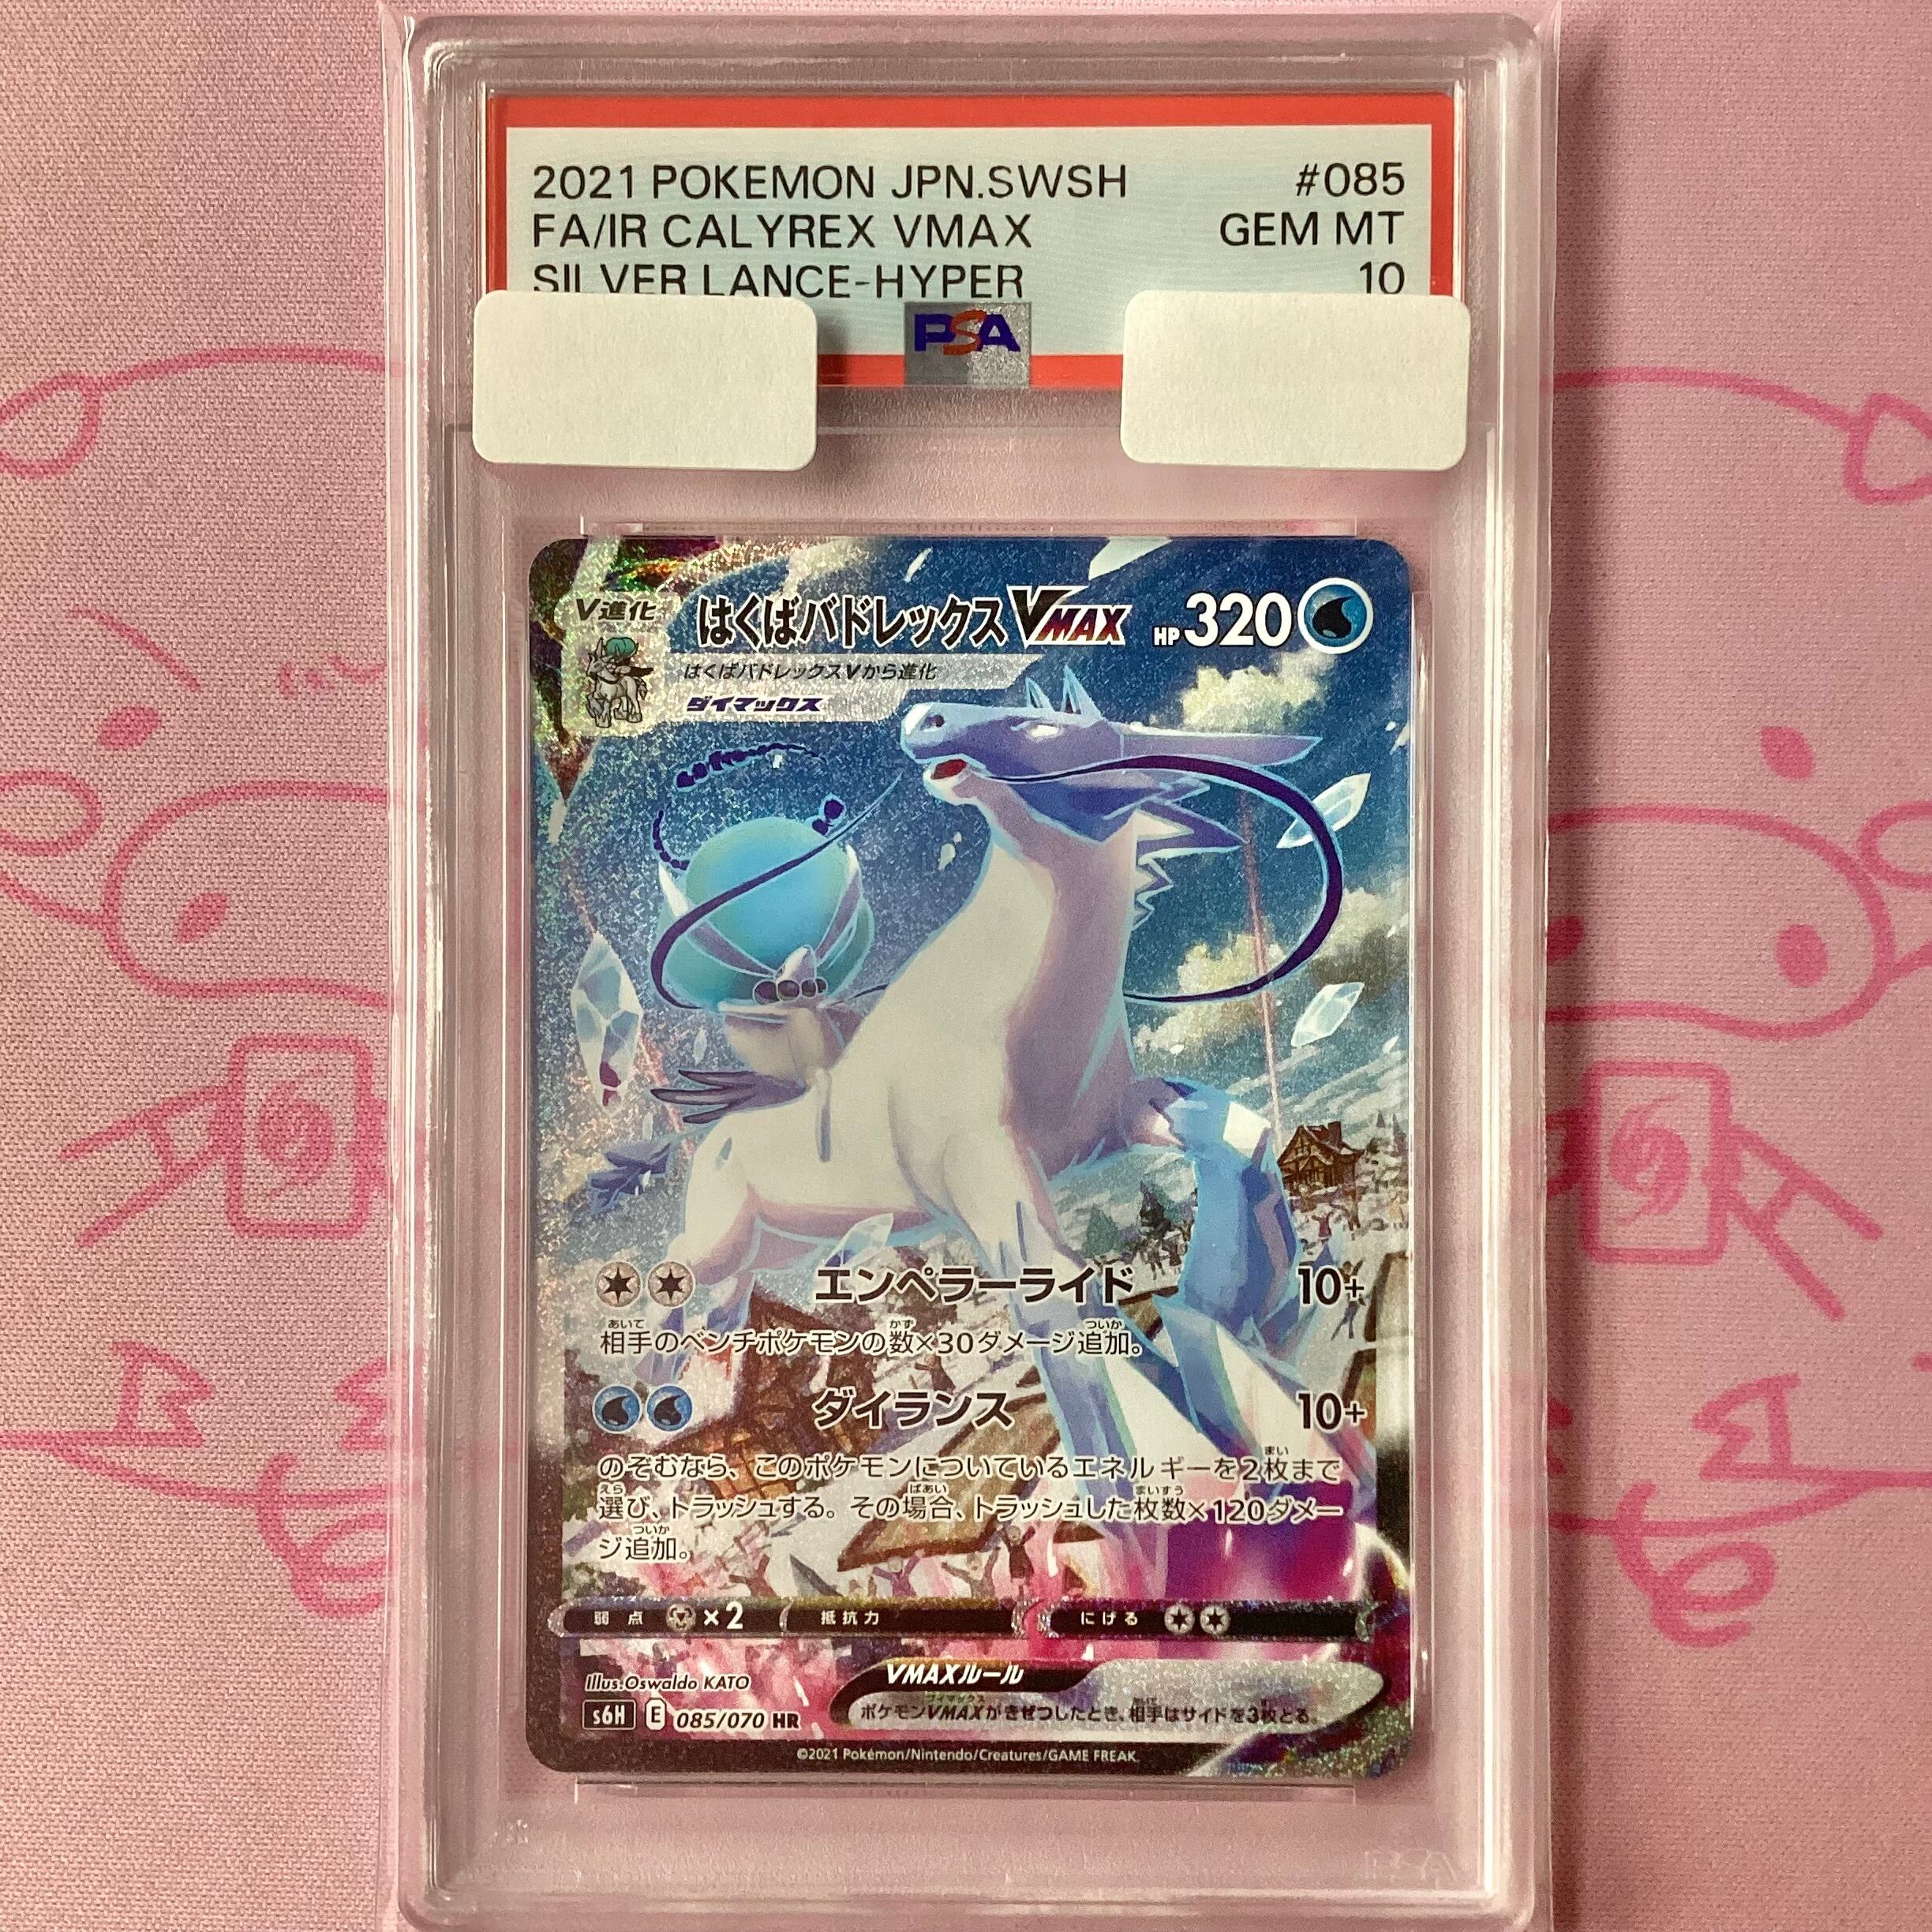 2021 POKEMON JPN.SWSH #085
FA/IR CALYREX VMAX GEM MT
SILVER LANCE-HYPER 10
PSA
V進化 はくばバドレックスVMAX HP320
はくばバドレックスVから進化
ダイマックス
エンペラーライド 10+
相手のベンチポケモンの数×30ダメージ追加。
ダイランス 10+
のぞむなら、このポケモンについているエネルギーを2枚まで
選び、トラッシュする。その場合、トラッシュした枚数×120ダメー
ジ追加。
弱点 ×2 抵抗力 にげる
Illus.Oswaldo KATO
VMAXルール
s6H E 085/070 HR
ポケモンVMAXがきぜつしたとき、相手はサイドを3枚とる。
©2021 Pokémon/Nintendo/Creatures/GAME FREAK.